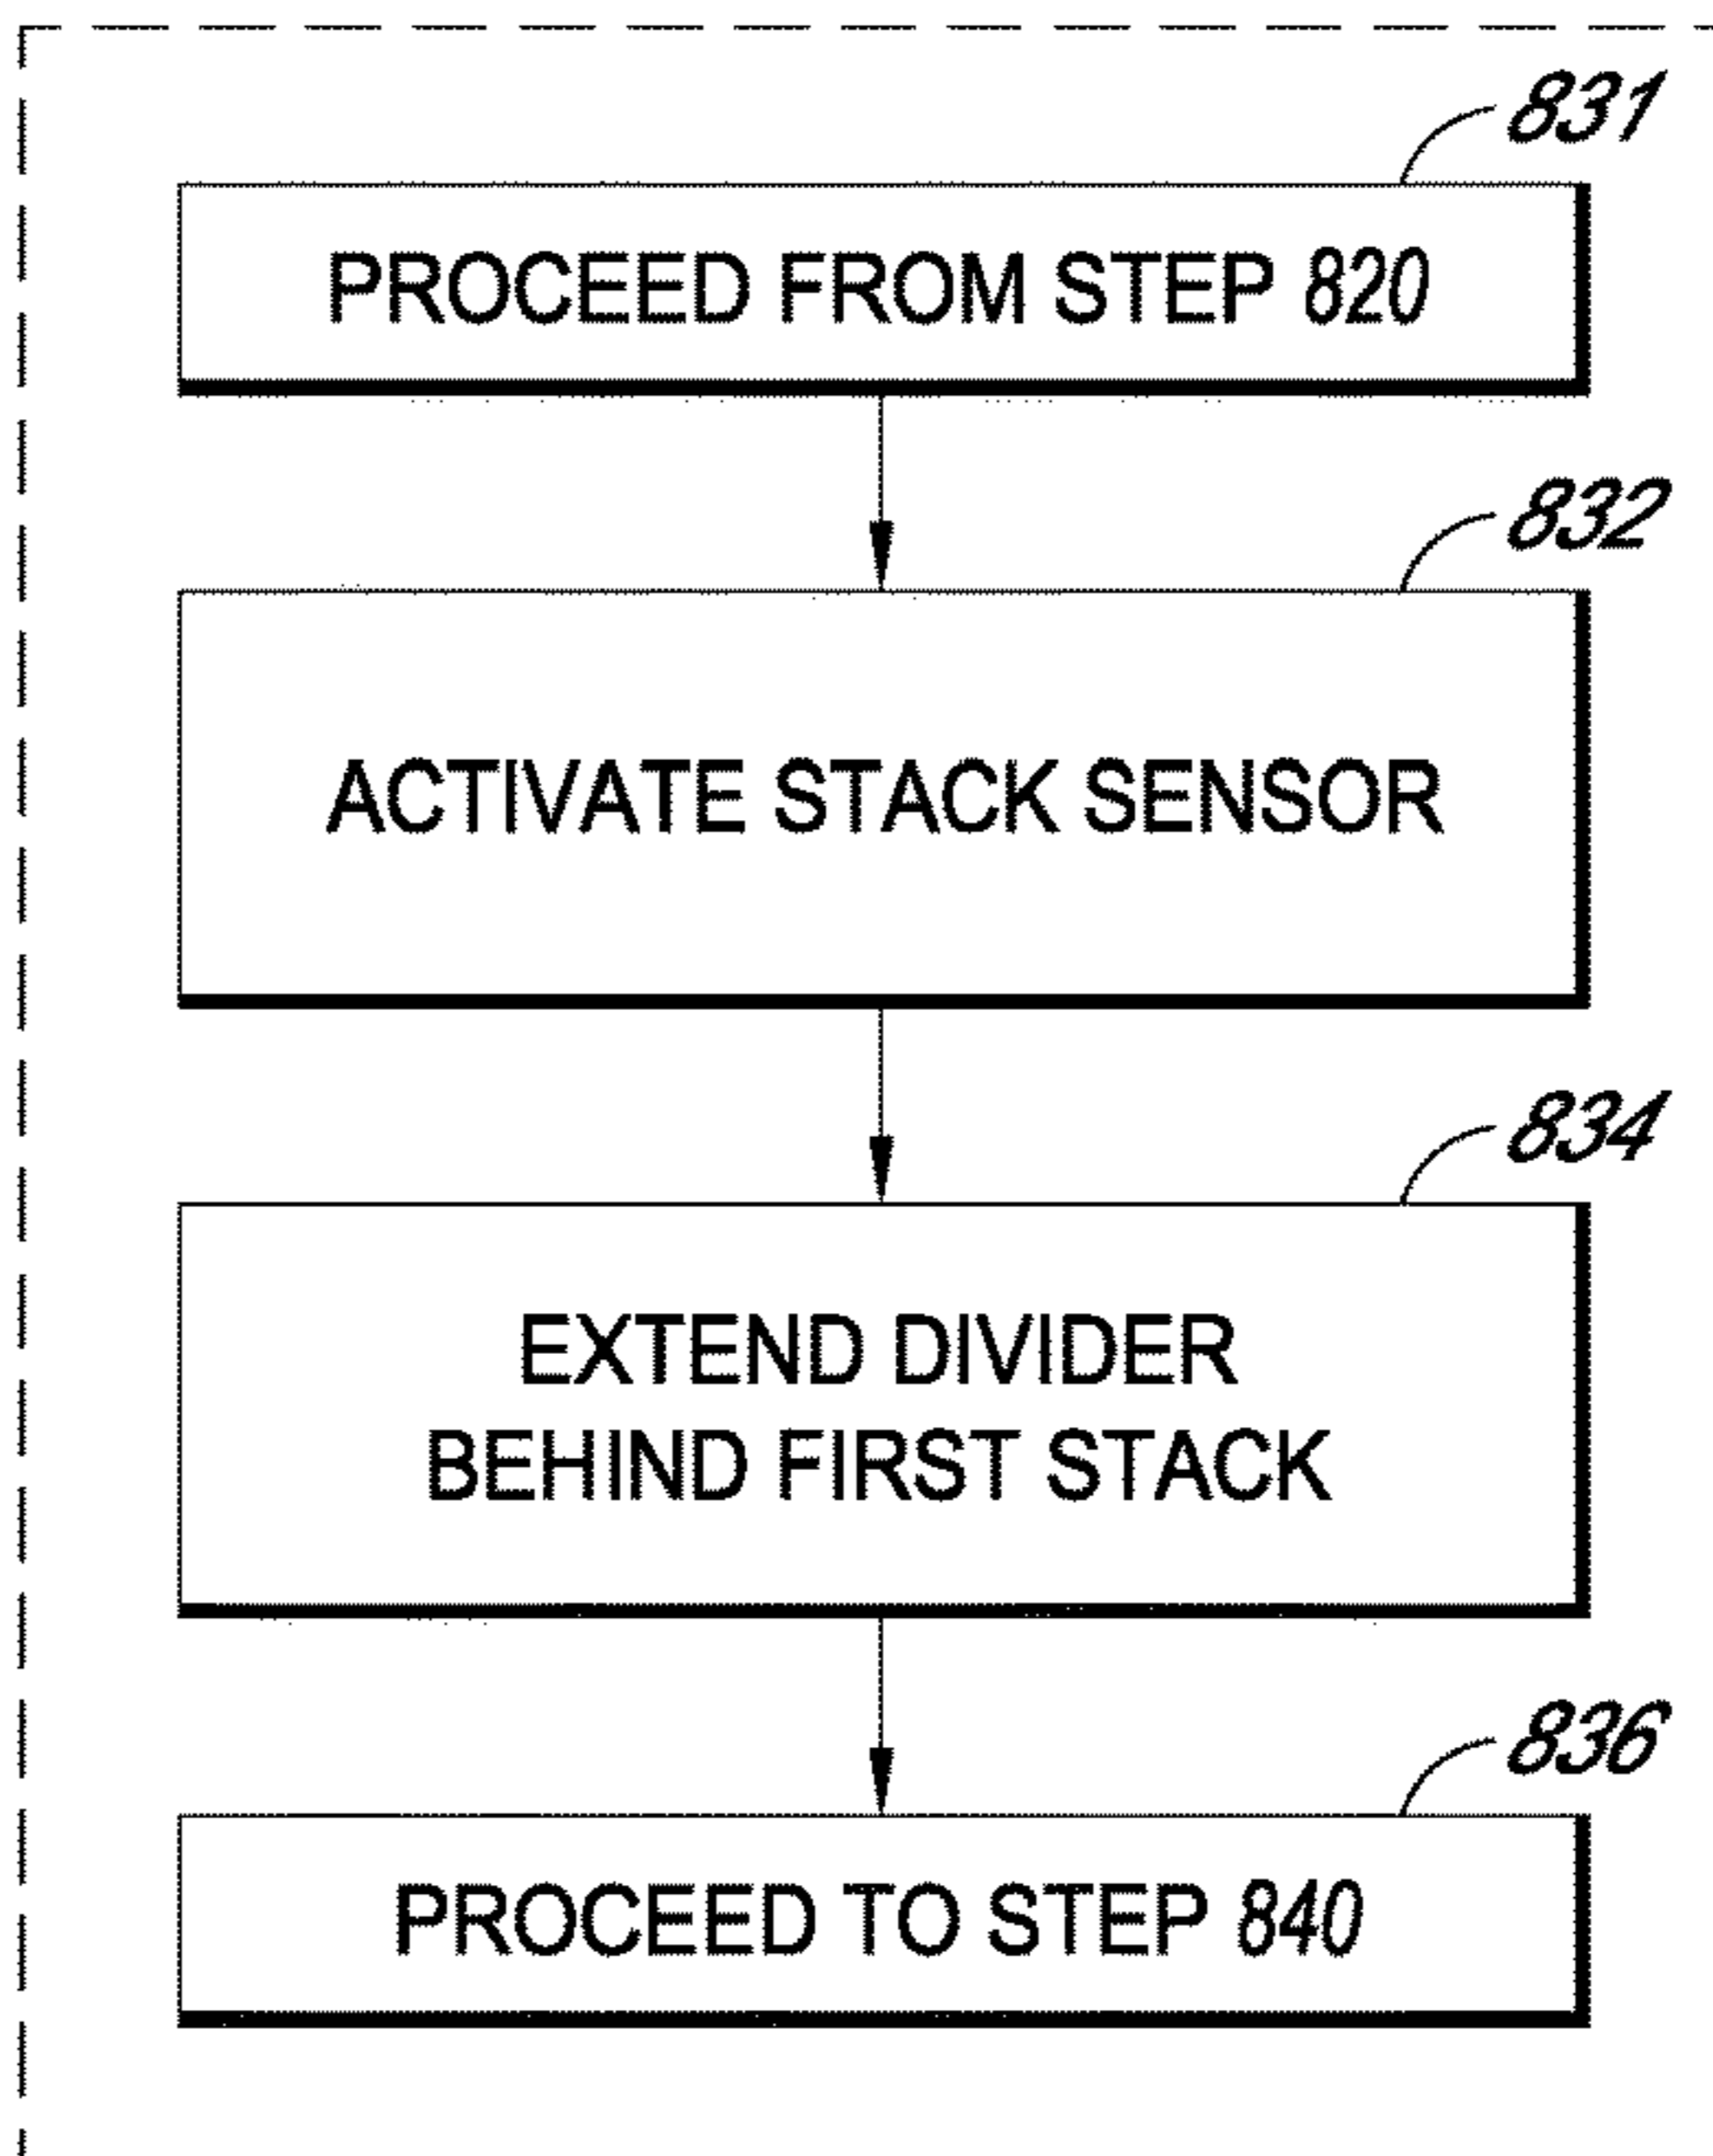 831
PROCEED FROM STEP 820
832
ACTIVATE STACK SENSOR
834
EXTEND DIVIDER
BEHIND FIRST STACK
836
PROCEED TO STEP 840